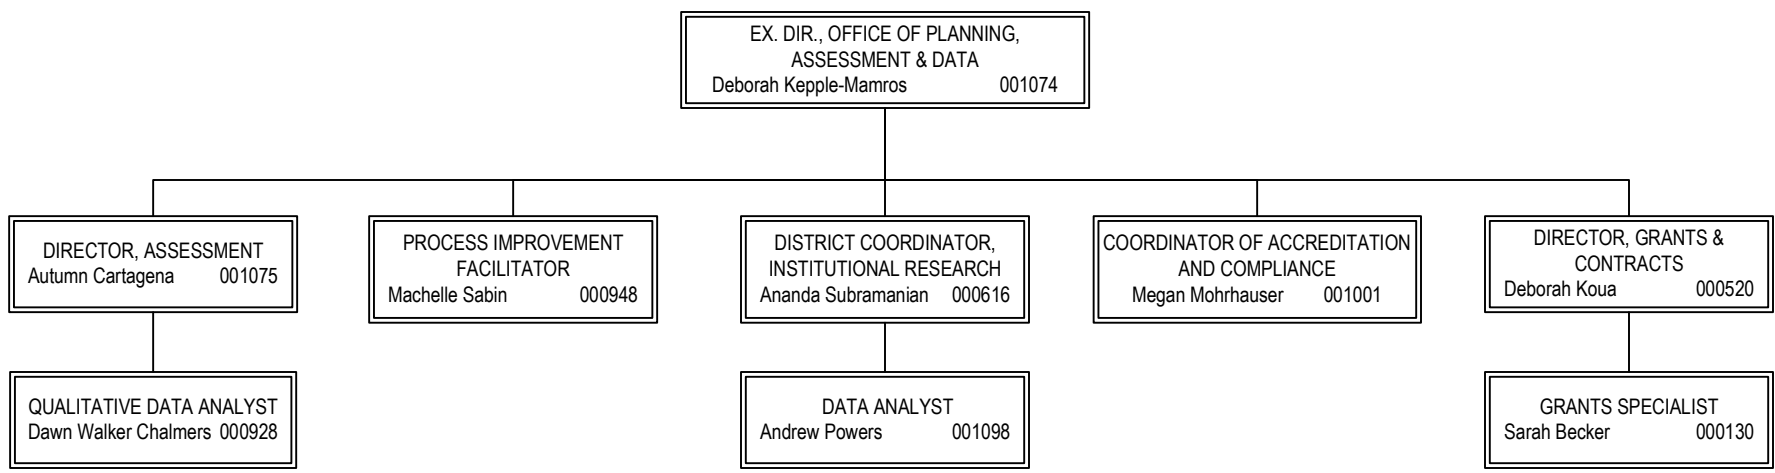 EX. DIR., OFFICE OF PLANNING,
ASSESSMENT & DATA
Deborah Kepple-Mamros 001074
DIRECTOR, ASSESSMENT
Autumn Cartagena 001075
PROCESS IMPROVEMENT
FACILITATOR
Machelle Sabin 000948
DISTRICT COORDINATOR,
INSTITUTIONAL RESEARCH
Ananda Subramanian 000616
COORDINATOR OF ACCREDITATION
AND COMPLIANCE
Megan Mohrhauser 001001
DIRECTOR, GRANTS &
CONTRACTS
Deborah Koua 000520
QUALITATIVE DATA ANALYST
Dawn Walker Chalmers 000928
DATA ANALYST
Andrew Powers 001098
GRANTS SPECIALIST
Sarah Becker 000130